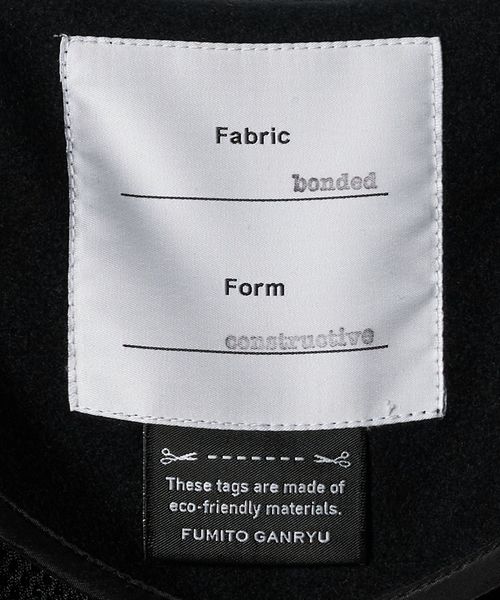 Fabric
bonded
Form
constructive
These tags are made of
eco-friendly materials.
FUMITO GANRYU